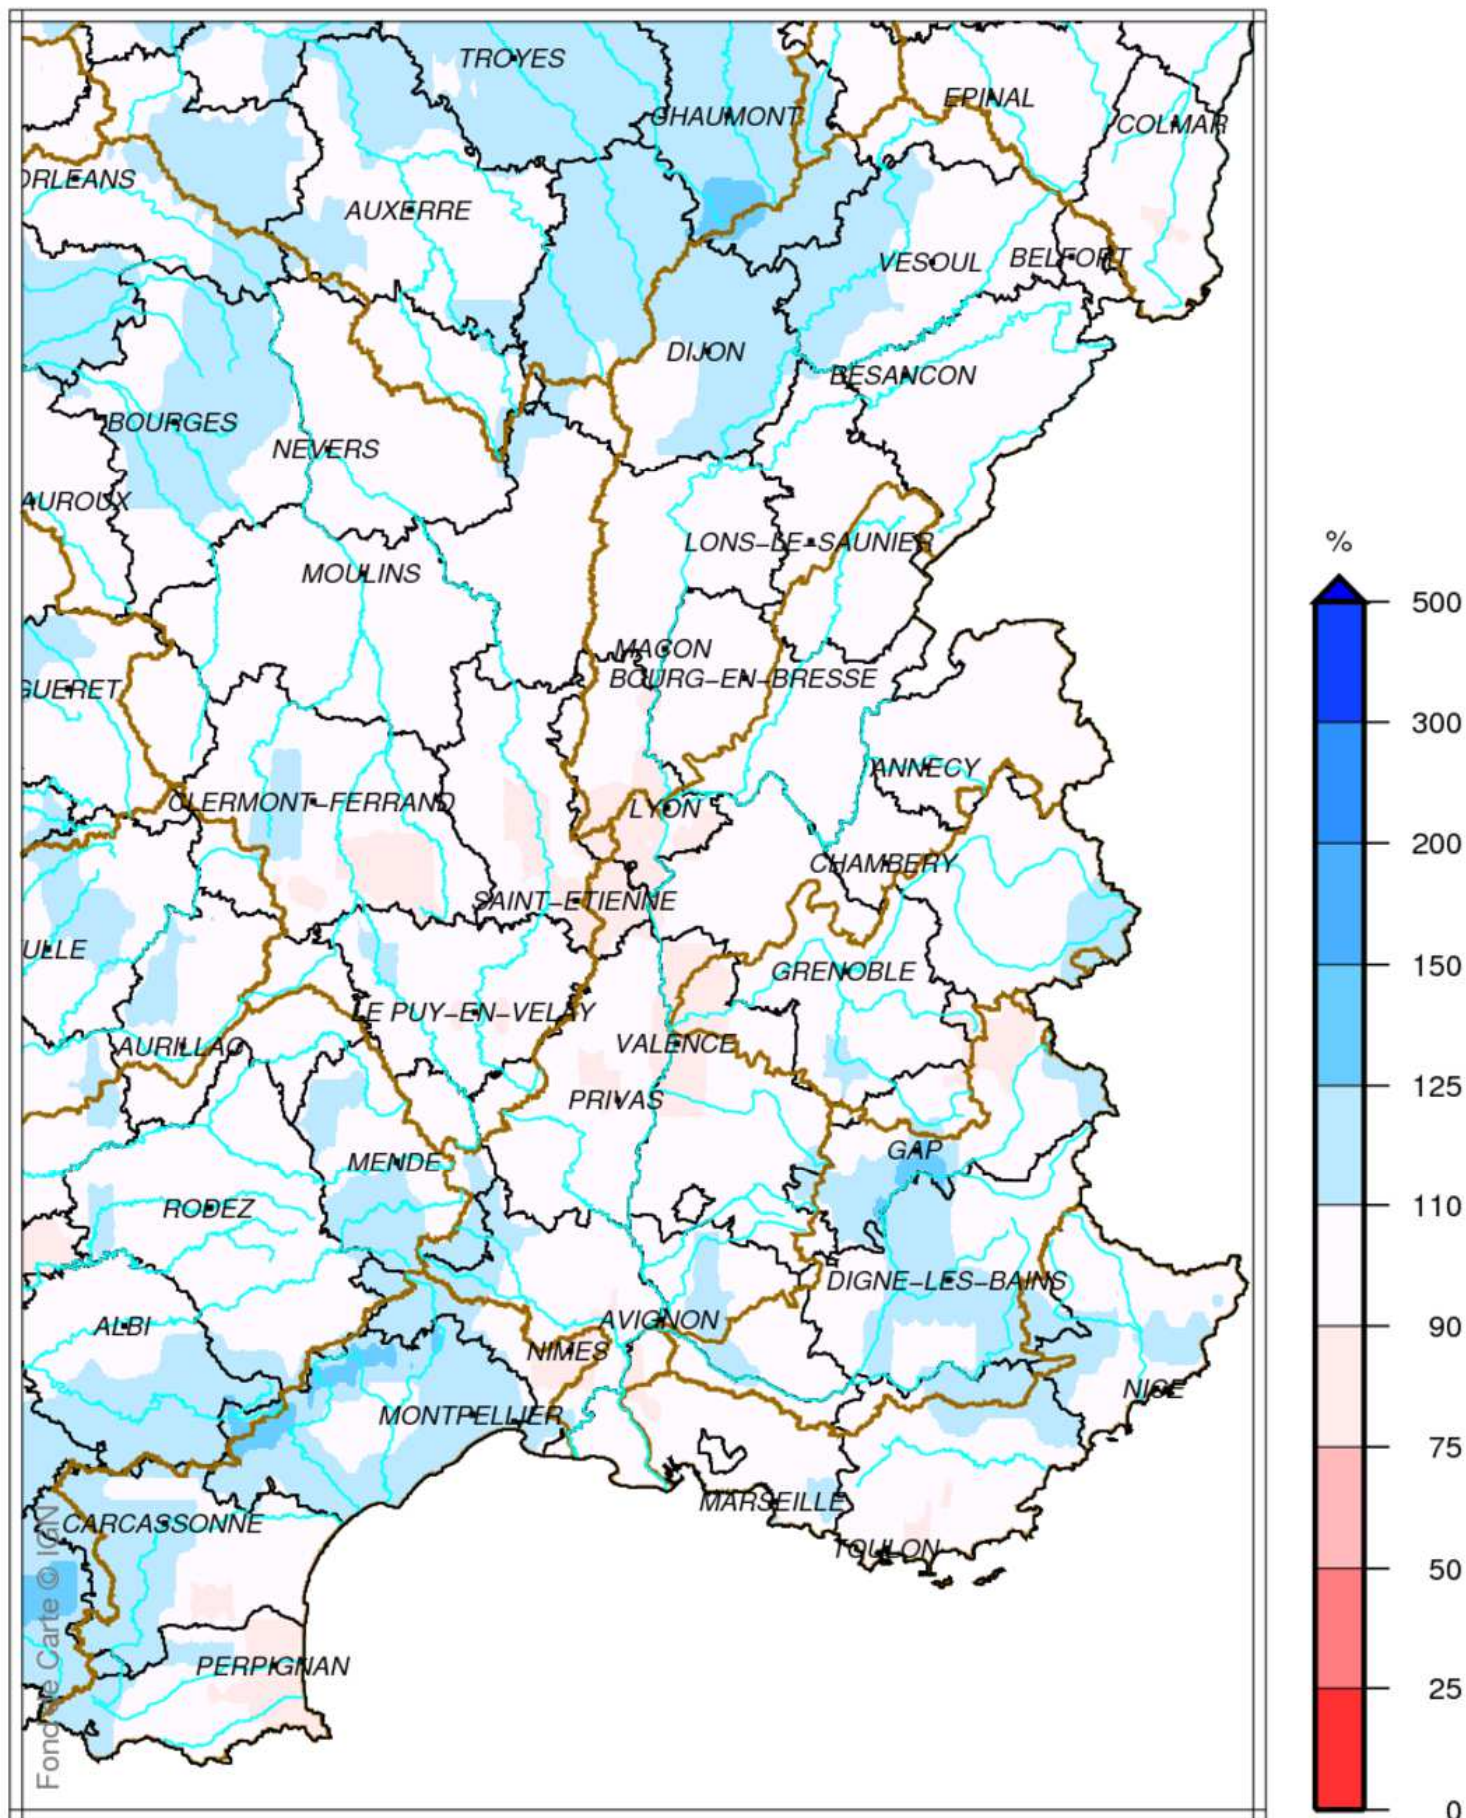 TROYES
CHAUMONT
EPINAL
COLMAR
ORLEANS
AUXERRE
VESOUL
BELFORT
DIJON
BESANCON
BOURGES
NEVERS
AUROUX
LONS-LE-SAUNIER
MOULINS
MACON
BOURG-EN-BRESSE
GUERET
ANNECY
CLERMONT-FERRAND
LYON
CHAMBERY
SAINT-ETIENNE
ULLE
GRENOBLE
LE PUY-EN-VELAY
AURILLAC
VALENCE
PRIVAS
GAP
MENDE
RODEZ
DIGNE-LES-BAINS
ALBI
AVIGNON
NIMES
NICE
MONTPELLIER
MARSEILLE
CARCASSONNE
TOULON
PERPIGNAN
Fond de Carte © IGN
%
500
300
200
150
125
110
90
75
50
25
0